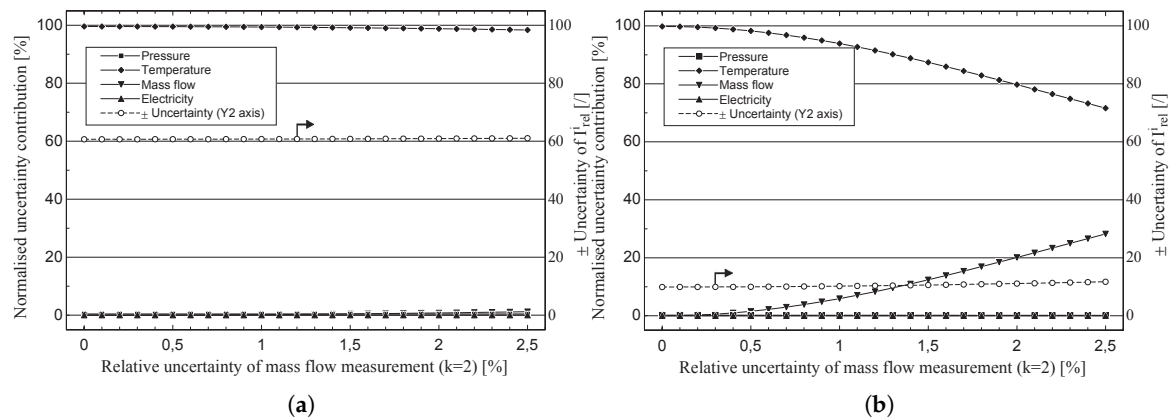 Normalised uncertainty contribution [%]
100
80
60
40
20
0
Pressure
Temperature
Mass flow
Electricity
± Uncertainty (Y2 axis)
100
80
60
40
20
0
± Uncertainty of İ_rel [/]
0 0,5 1 1,5 2 2,5
Relative uncertainty of mass flow measurement (k=2) [%]
(a)
Normalised uncertainty contribution [%]
100
80
60
40
20
0
Pressure
Temperature
Mass flow
Electricity
± Uncertainty (Y2 axis)
100
80
60
40
20
0
± Uncertainty of İ_rel [/]
0 0,5 1 1,5 2 2,5
Relative uncertainty of mass flow measurement (k=2) [%]
(b)